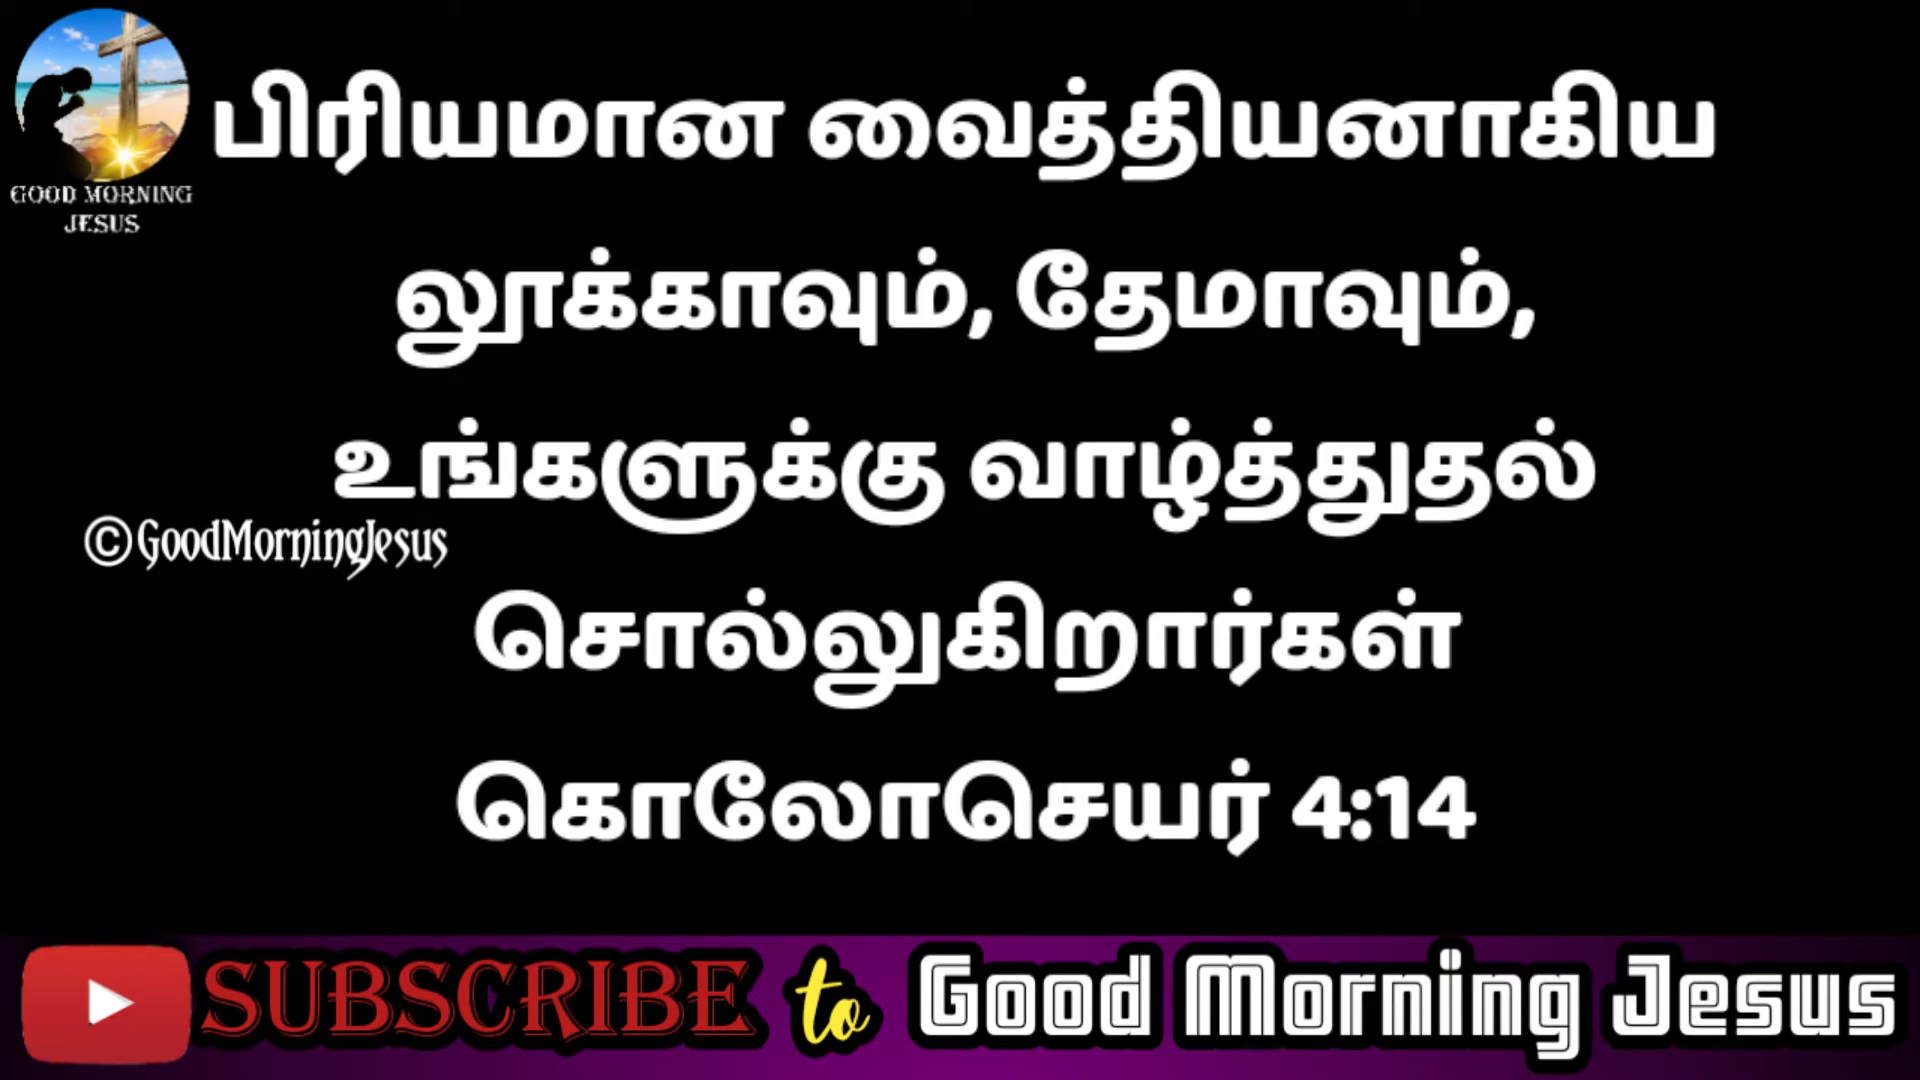 GOOD MORNING
JESUS
பிரியமான வைத்தியனாகிய
லூக்காவும், தேமாவும்,
உங்களுக்கு வாழ்த்துதல்
©GoodMorningJesus
சொல்லுகிறார்கள்
கொலோசெயர் 4:14
SUBSCRIBE to Good Morning Jesus